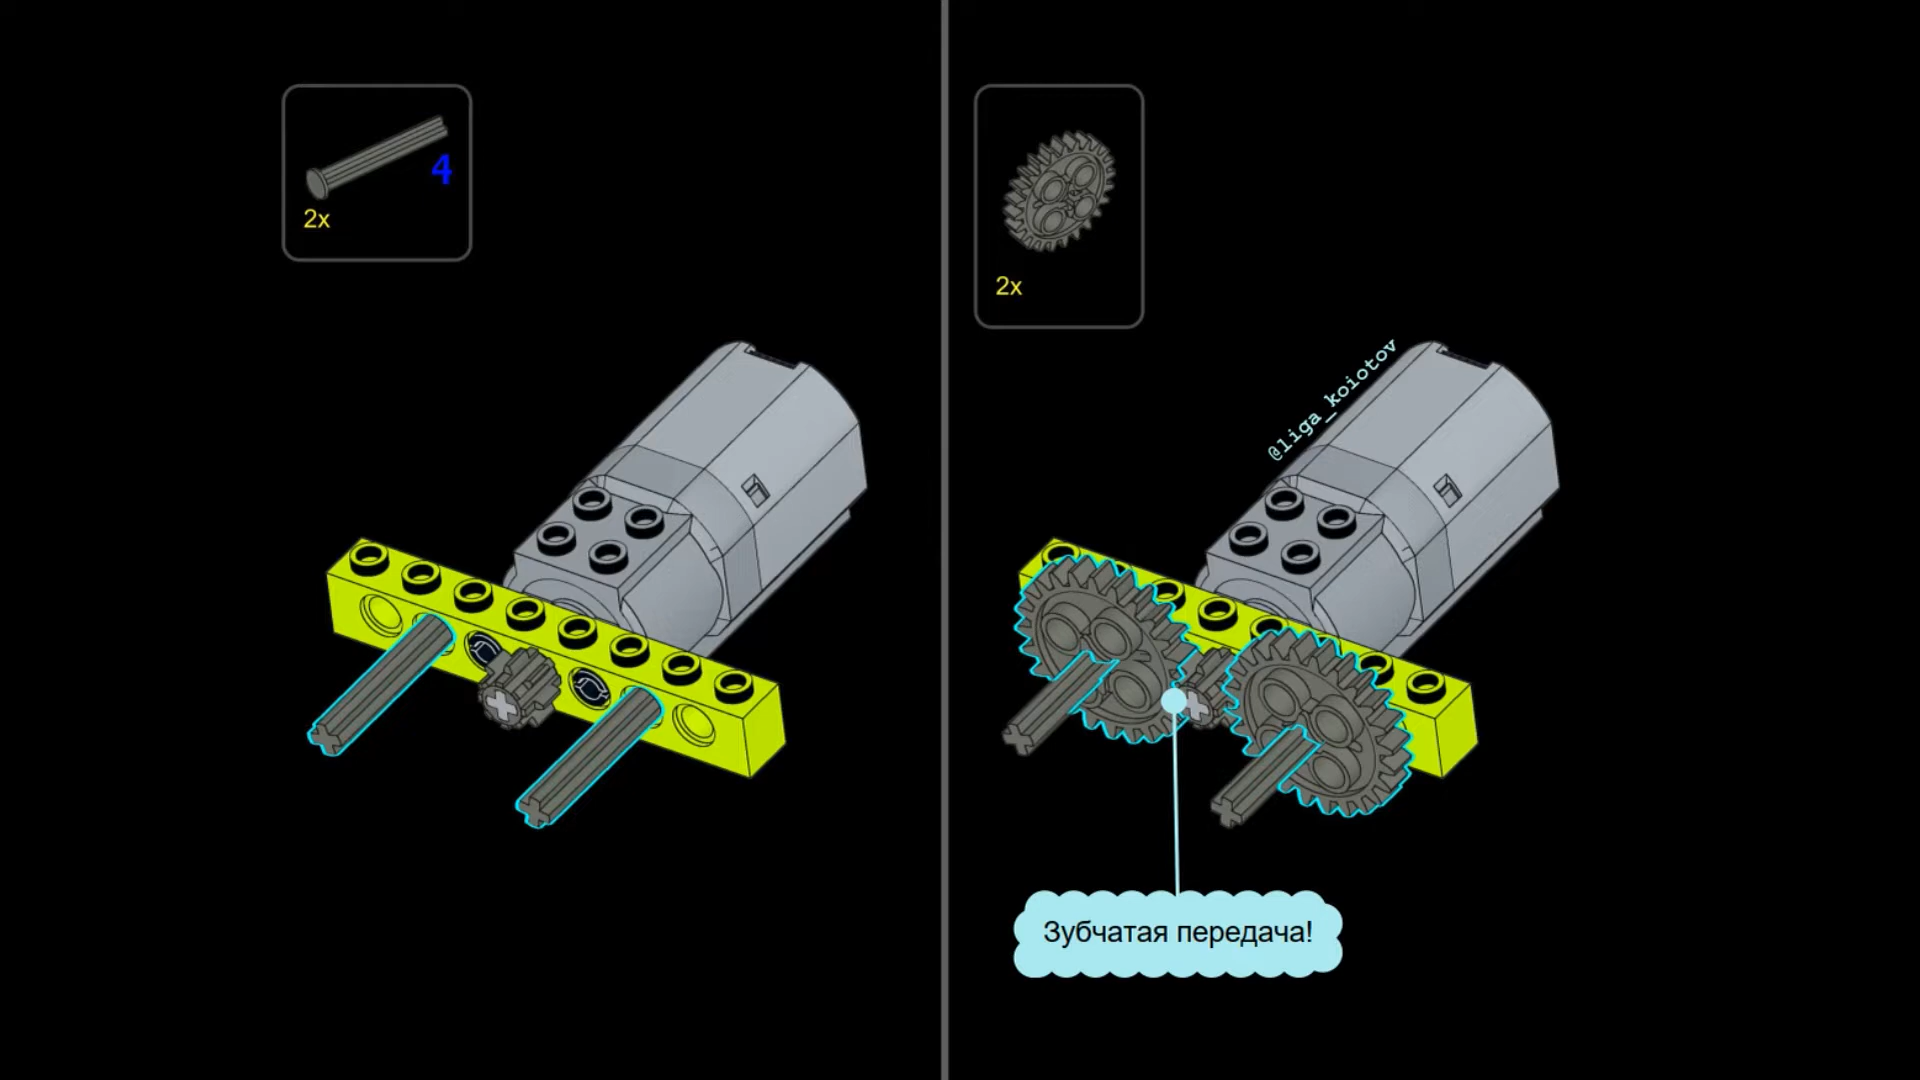 4
2x
2x
@liga_koiotov
Зубчатая передача!